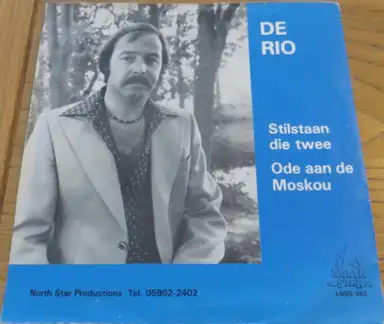 DE
RIO
Stilstaan
die twee
Ode aan de
Moskou
North Star Productions Tel. 05902-2402